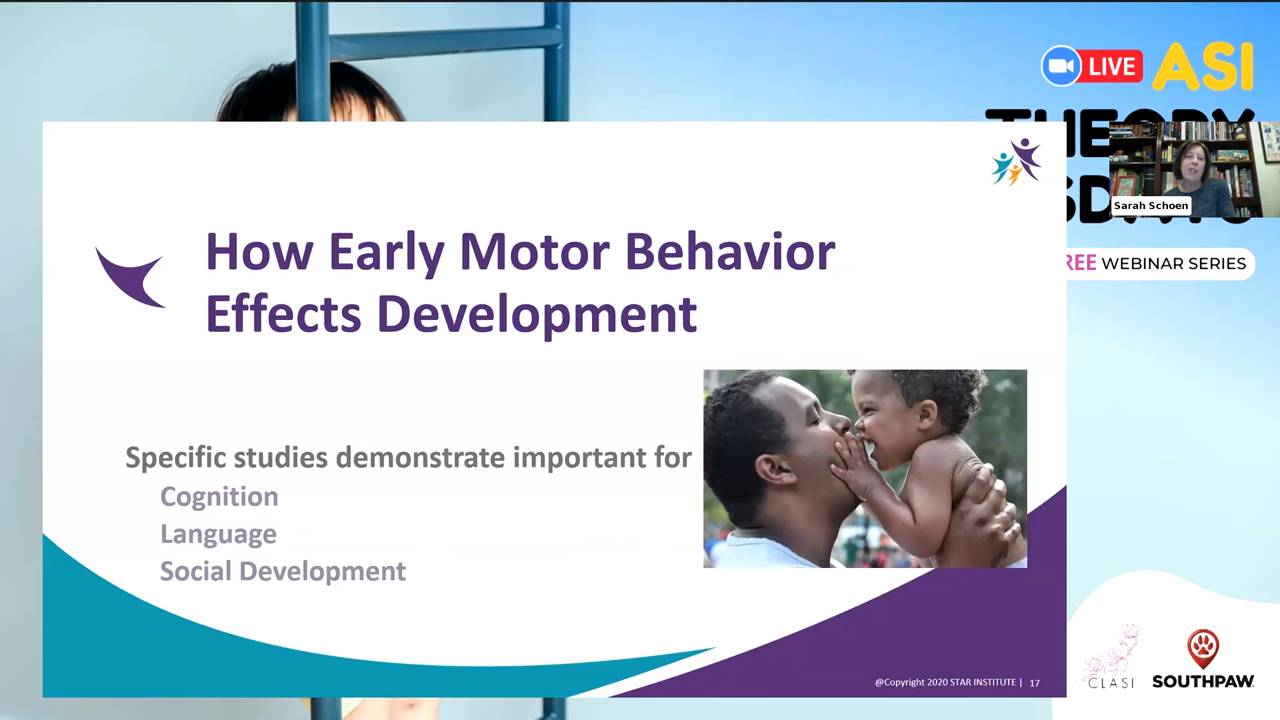 LIVE ASI
Sarah Schoen
REE WEBINAR SERIES
How Early Motor Behavior
Effects Development
Specific studies demonstrate important for
Cognition
Language
Social Development
@Copyright 2020 STAR INSTITUTE | 17
CLASI
SOUTHPAW